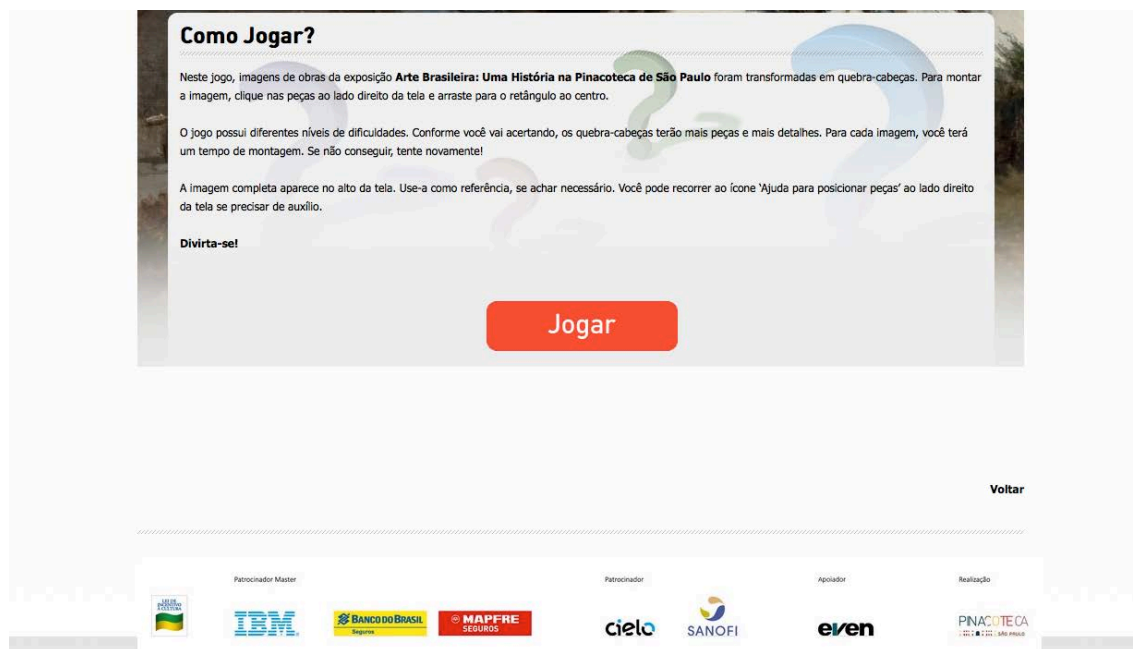 Como Jogar?
Neste jogo, imagens de obras da exposição Arte Brasileira: Uma História na Pinacoteca de São Paulo foram transformadas em quebra-cabeças. Para montar
a imagem, clique nas peças ao lado direito da tela e arraste para o retângulo ao centro.
O jogo possui diferentes níveis de dificuldades. Conforme você vai acertando, os quebra-cabeças terão mais peças e mais detalhes. Para cada imagem, você terá
um tempo de montagem. Se não conseguir, tente novamente!
A imagem completa aparece no alto da tela. Use-a como referência, se achar necessário. Você pode recorrer ao ícone ‘Ajuda para posicionar peças’ ao lado direito
da tela se precisar de auxílio.
Divirta-se!
Jogar
Voltar
Patrocinador Master
Patrocinador
Apoiador
Realização
LEI DE
INCENTIVO
À CULTURA
IBM
BANCO DO BRASIL
Seguros
MAPFRE
SEGUROS
cielo
SANOFI
even
PINACOTECA
SÃO PAULO